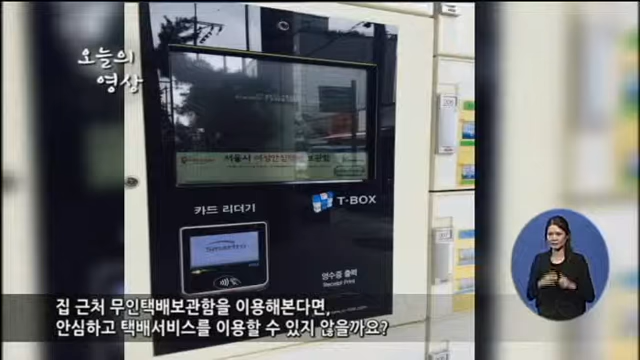 오늘의
영상
서울시 여성안심택배 보관함
카드 리더기
T·BOX
영수증 출력
Receipt Print
집 근처 무인택배보관함을 이용해본다면,
안심하고 택배서비스를 이용할 수 있지 않을까요?